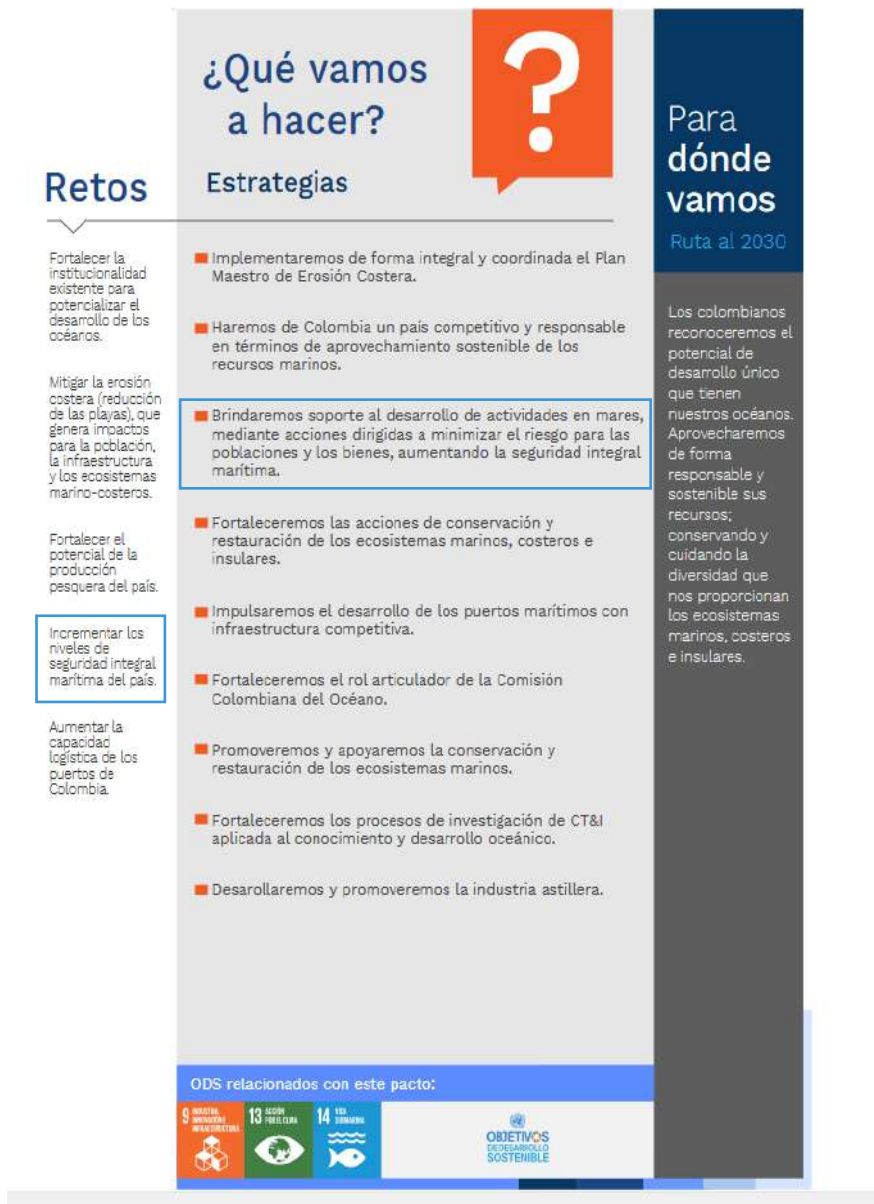 ¿Qué vamos
a hacer?
?
Retos
Estrategias
Para
dónde
vamos
Ruta al 2030
Fortalecer la
institucionalidad
existente para
potencializar el
desarrollo de los
océanos.
Mitigar la erosión
costera (reducción
de las playas), que
genera impactos
para la población,
la infraestructura
y los ecosistemas
marino-costeros.
Fortalecer el
potencial de la
producción
pesquera del país.
Incrementar los
niveles de
seguridad integral
marítima del país.
Aumentar la
capacidad
logística de los
puertos de
Colombia.
Implementaremos de forma integral y coordinada el Plan
Maestro de Erosión Costera.
Haremos de Colombia un país competitivo y responsable
en términos de aprovechamiento sostenible de los
recursos marinos.
Brindaremos soporte al desarrollo de actividades en mares,
mediante acciones dirigidas a minimizar el riesgo para las
poblaciones y los bienes, aumentando la seguridad integral
marítima.
Fortaleceremos las acciones de conservación y
restauración de los ecosistemas marinos, costeros e
insulares.
Impulsaremos el desarrollo de los puertos marítimos con
infraestructura competitiva.
Fortaleceremos el rol articulador de la Comisión
Colombiana del Océano.
Promoveremos y apoyaremos la conservación y
restauración de los ecosistemas marinos.
Fortaleceremos los procesos de investigación de CT&I
aplicada al conocimiento y desarrollo oceánico.
Desarollaremos y promoveremos la industria astillera.
Los colombianos
reconoceremos el
potencial de
desarrollo único
que tienen
nuestros océanos.
Aprovecharemos
de forma
responsable y
sostenible sus
recursos;
conservando y
cuidando la
diversidad que
nos proporcionan
los ecosistemas
marinos, costeros
e insulares.
ODS relacionados con este pacto:
9 INDUSTRIA,
INNOVACIÓN E
INFRAESTRUCTURA
13 ACCIÓN
POR EL CLIMA
14 VIDA
SUBMARINA
OBJETIVOS
DE DESARROLLO
SOSTENIBLE